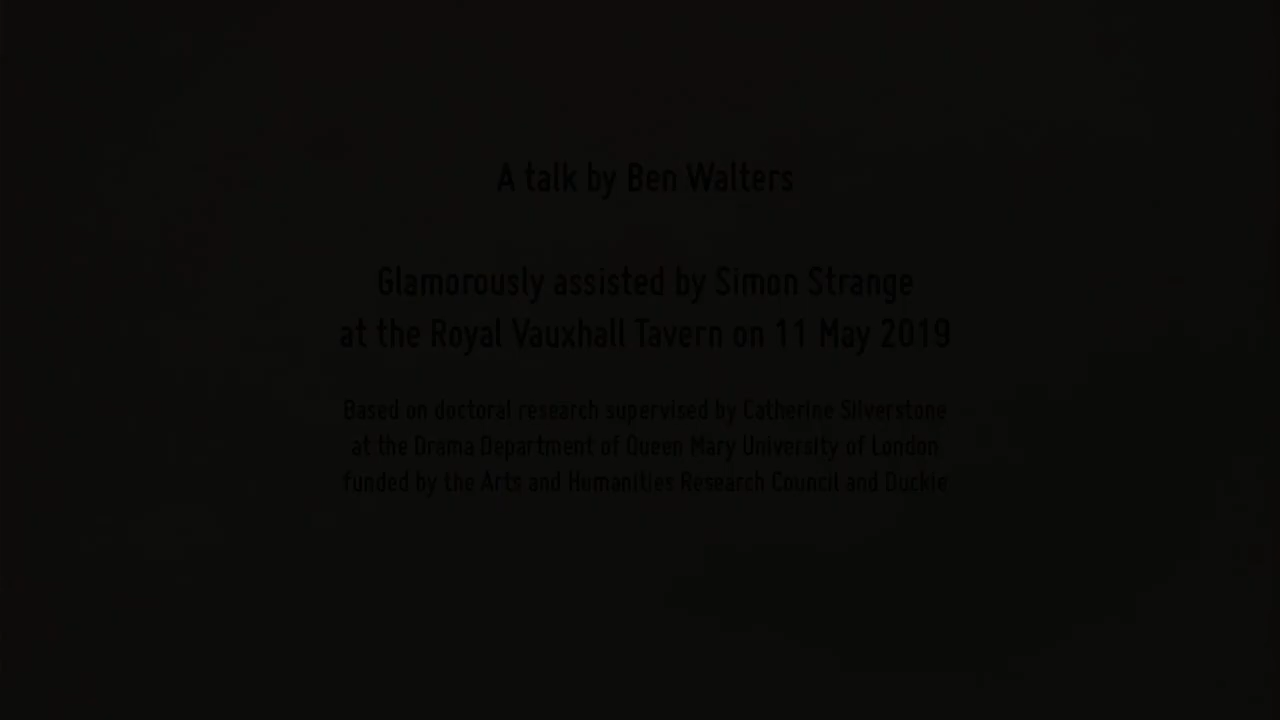 A talk by Ben Walters
Glamorously assisted by Simon Strange
at the Royal Vauxhall Tavern on 11 May 2019
Based on doctoral research supervised by Catherine Silverstone
at the Drama Department of Queen Mary University of London
funded by the Arts and Humanities Research Council and Duckie